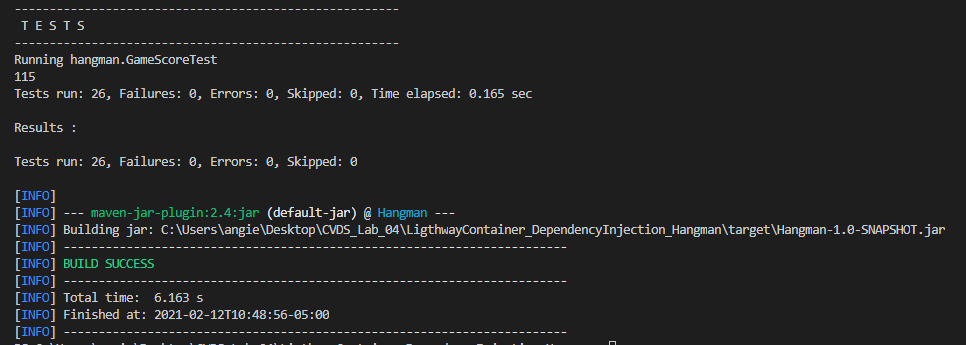 -------------------------------------------------------
T E S T S
-------------------------------------------------------
Running hangman.GameScoreTest
115
Tests run: 26, Failures: 0, Errors: 0, Skipped: 0, Time elapsed: 0.165 sec
Results :
Tests run: 26, Failures: 0, Errors: 0, Skipped: 0
[INFO]
[INFO] --- maven-jar-plugin:2.4:jar (default-jar) @ Hangman ---
[INFO] Building jar: C:\Users\angie\Desktop\CVDS_Lab_04\LigthwayContainer_DependencyInjection_Hangman\target\Hangman-1.0-SNAPSHOT.jar
[INFO] ------------------------------------------------------------------------
[INFO] BUILD SUCCESS
[INFO] ------------------------------------------------------------------------
[INFO] Total time:  6.163 s
[INFO] Finished at: 2021-02-12T10:48:56-05:00
[INFO] ------------------------------------------------------------------------